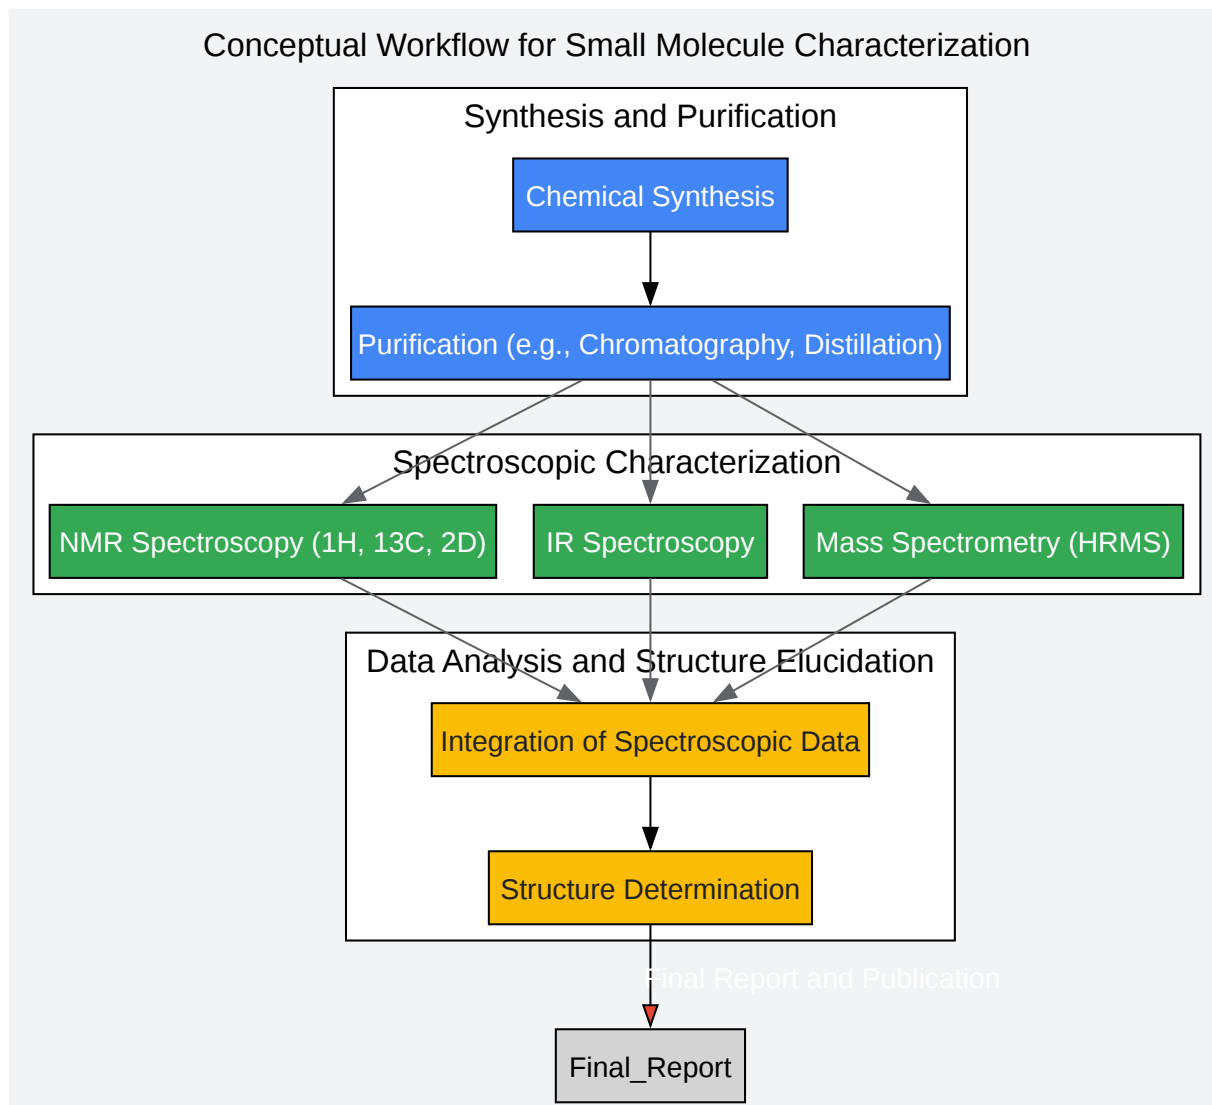 Conceptual Workflow for Small Molecule Characterization
Synthesis and Purification
Chemical Synthesis
Purification (e.g., Chromatography, Distillation)
Spectroscopic Characterization
NMR Spectroscopy (1H, 13C, 2D)
IR Spectroscopy
Mass Spectrometry (HRMS)
Data Analysis and Structure Elucidation
Integration of Spectroscopic Data
Structure Determination
Final Report and Publication
Final_Report